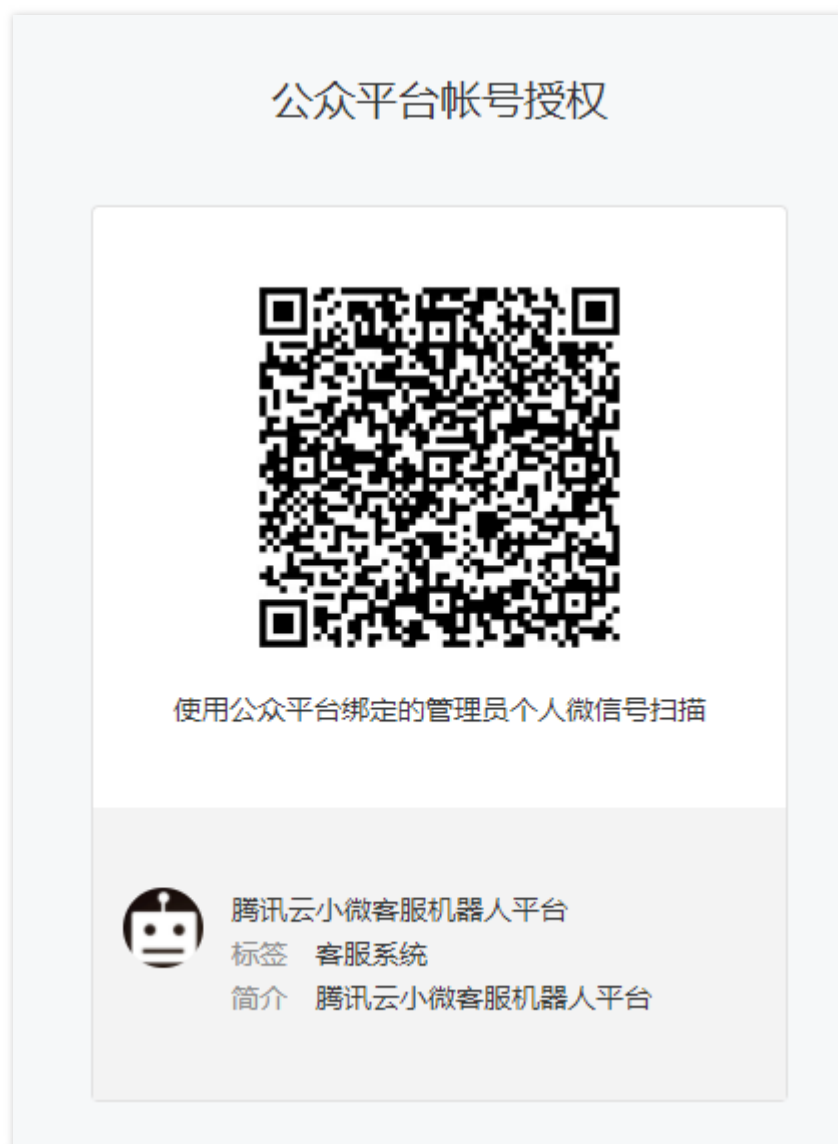 公众平台帐号授权
使用公众平台绑定的管理员个人微信号扫描
腾讯云小微客服机器人平台
标签 客服系统
简介 腾讯云小微客服机器人平台